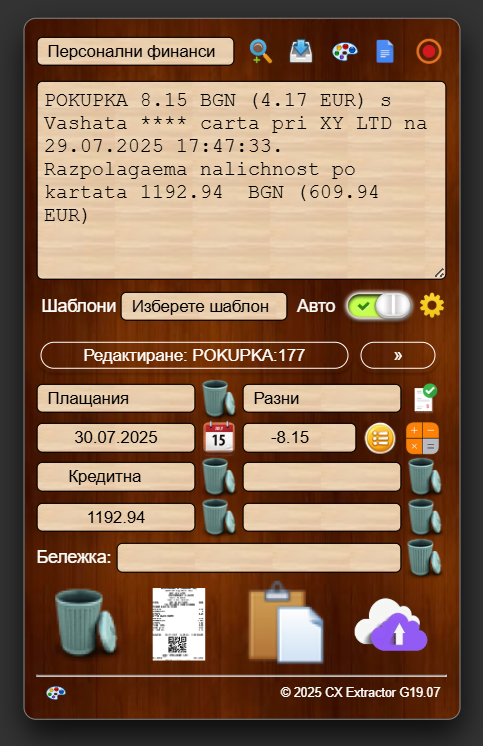 Персонални финанси
POKUPKA 8.15 BGN (4.17 EUR) s
Vashata **** carta pri XY LTD na
29.07.2025 17:47:33.
Razpolagaema nalichnost po
kartata 1192.94  BGN (609.94
EUR)
Шаблони Изберете шаблон Авто
Редактиране: POKUPKA:177 »
Плащания Разни
30.07.2025 JULY 15 -8.15
Кредитна
1192.94
Бележка:
© 2025 CX Extractor G19.07